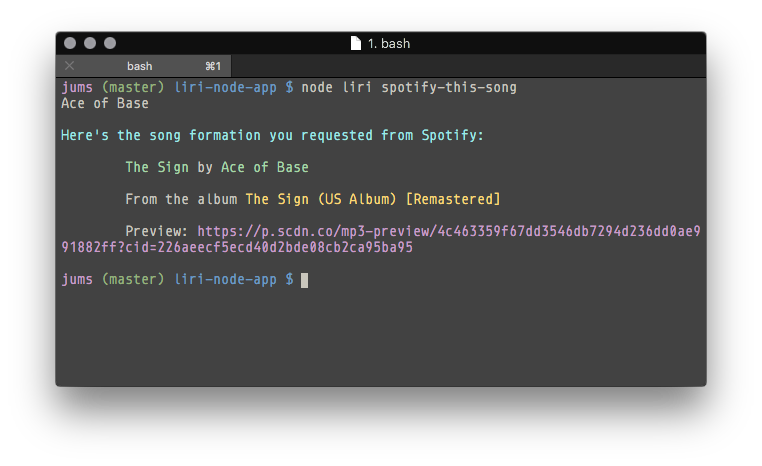 1. bash
bash ⌘1
jums (master) liri-node-app $ node liri spotify-this-song
Ace of Base
Here's the song formation you requested from Spotify:
The Sign by Ace of Base
From the album The Sign (US Album) [Remastered]
Preview: https://p.scdn.co/mp3-preview/4c463359f67dd3546db7294d236dd0ae9
91882ff?cid=226aeecf5ecd40d2bde08cb2ca95ba95
jums (master) liri-node-app $